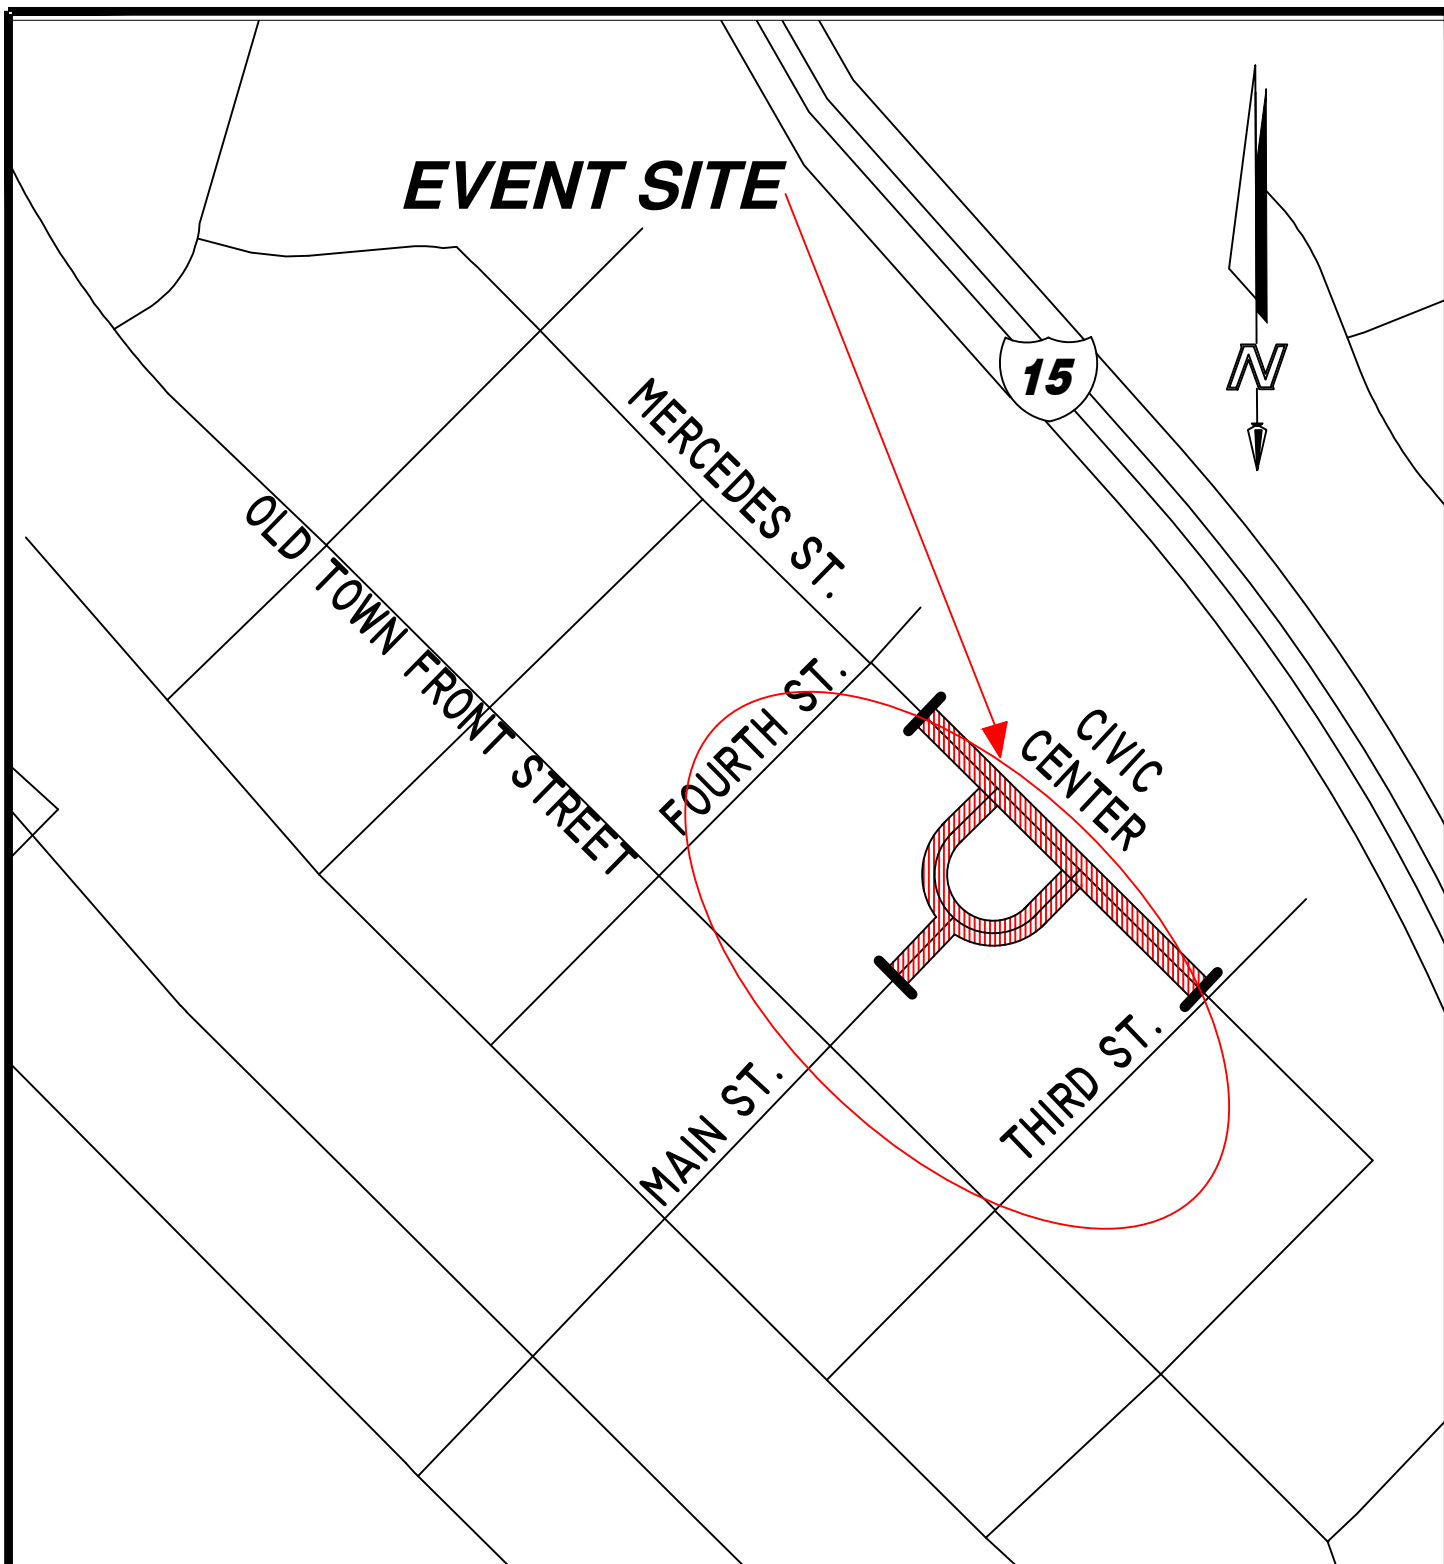 EVENT SITE
15
N
MERCEDES ST.
OLD TOWN FRONT STREET
FOURTH ST.
CIVIC
CENTER
MAIN ST.
THIRD ST.